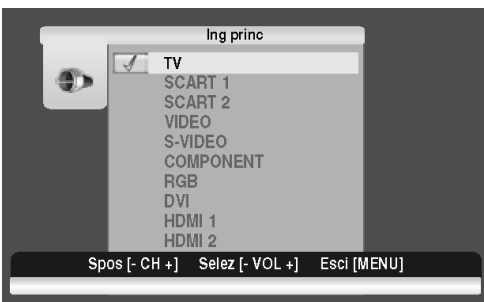 Ing princ
TV
SCART 1
SCART 2
VIDEO
S-VIDEO
COMPONENT
RGB
DVI
HDMI 1
HDMI 2
Spos [- CH +] Selez [- VOL +] Esci [MENU]